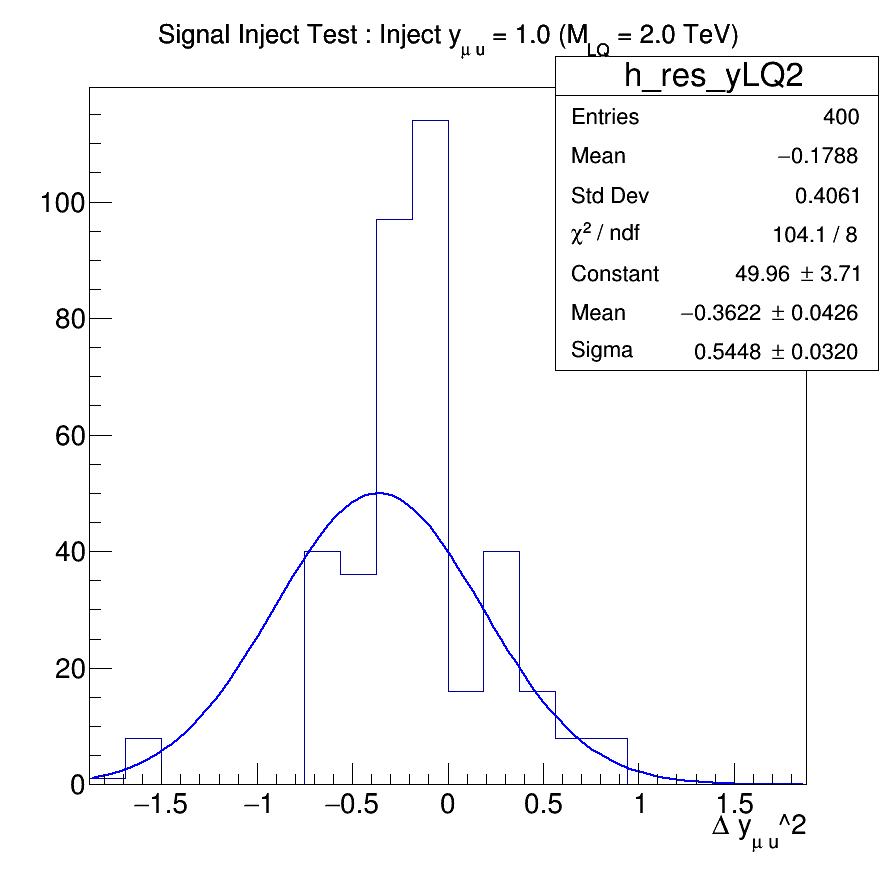 Signal Inject Test : Inject y_μ u = 1.0 (M_LQ = 2.0 TeV)
h_res_yLQ2
Entries 400
Mean −0.1788
Std Dev 0.4061
χ² / ndf 104.1 / 8
Constant 49.96 ± 3.71
Mean −0.3622 ± 0.0426
Sigma 0.5448 ± 0.0320
100
80
60
40
20
0
−1.5 −1 −0.5 0 0.5 1 1.5
Δ y_μ u^2